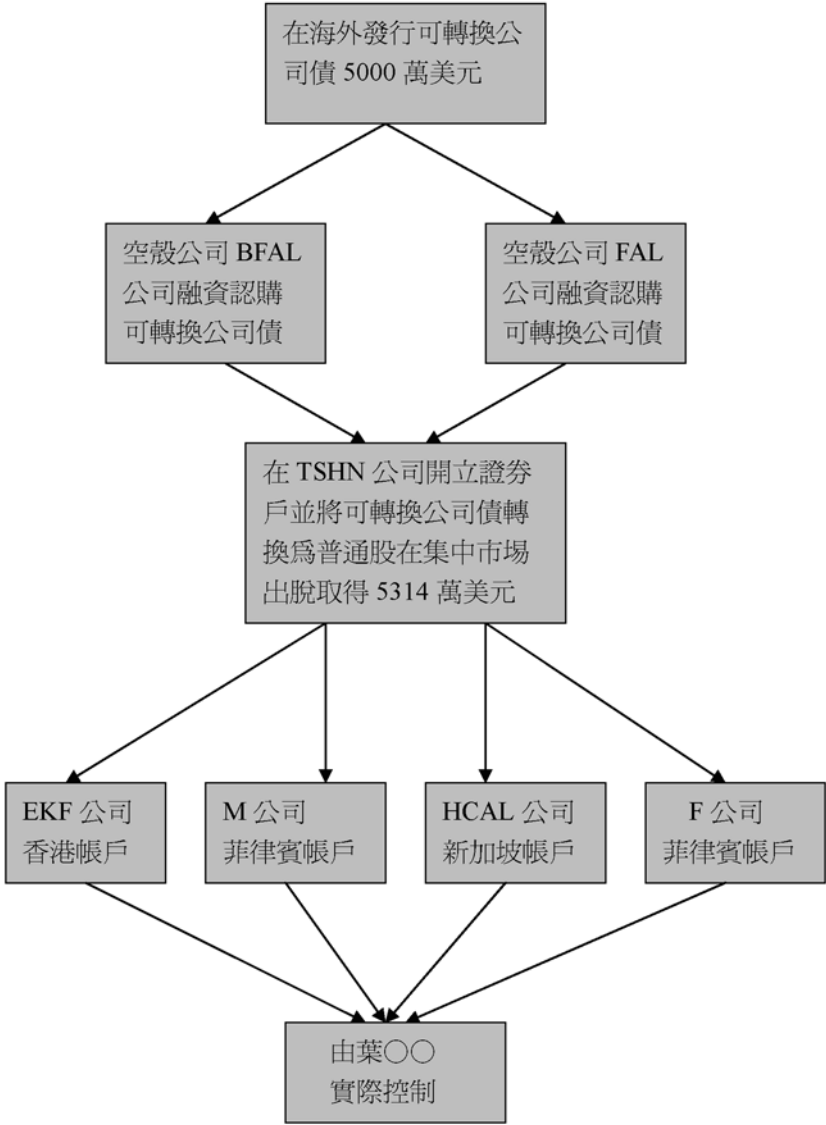 在海外發行可轉換公
司債 5000 萬美元
空殼公司 BFAL
公司融資認購
可轉換公司債
空殼公司 FAL
公司融資認購
可轉換公司債
在 TSHN 公司開立證券
戶並將可轉換公司債轉
換爲普通股在集中市場
出脫取得 5314 萬美元
EKF 公司
香港帳戶
M 公司
菲律賓帳戶
HCAL 公司
新加坡帳戶
F 公司
菲律賓帳戶
由葉○○
實際控制